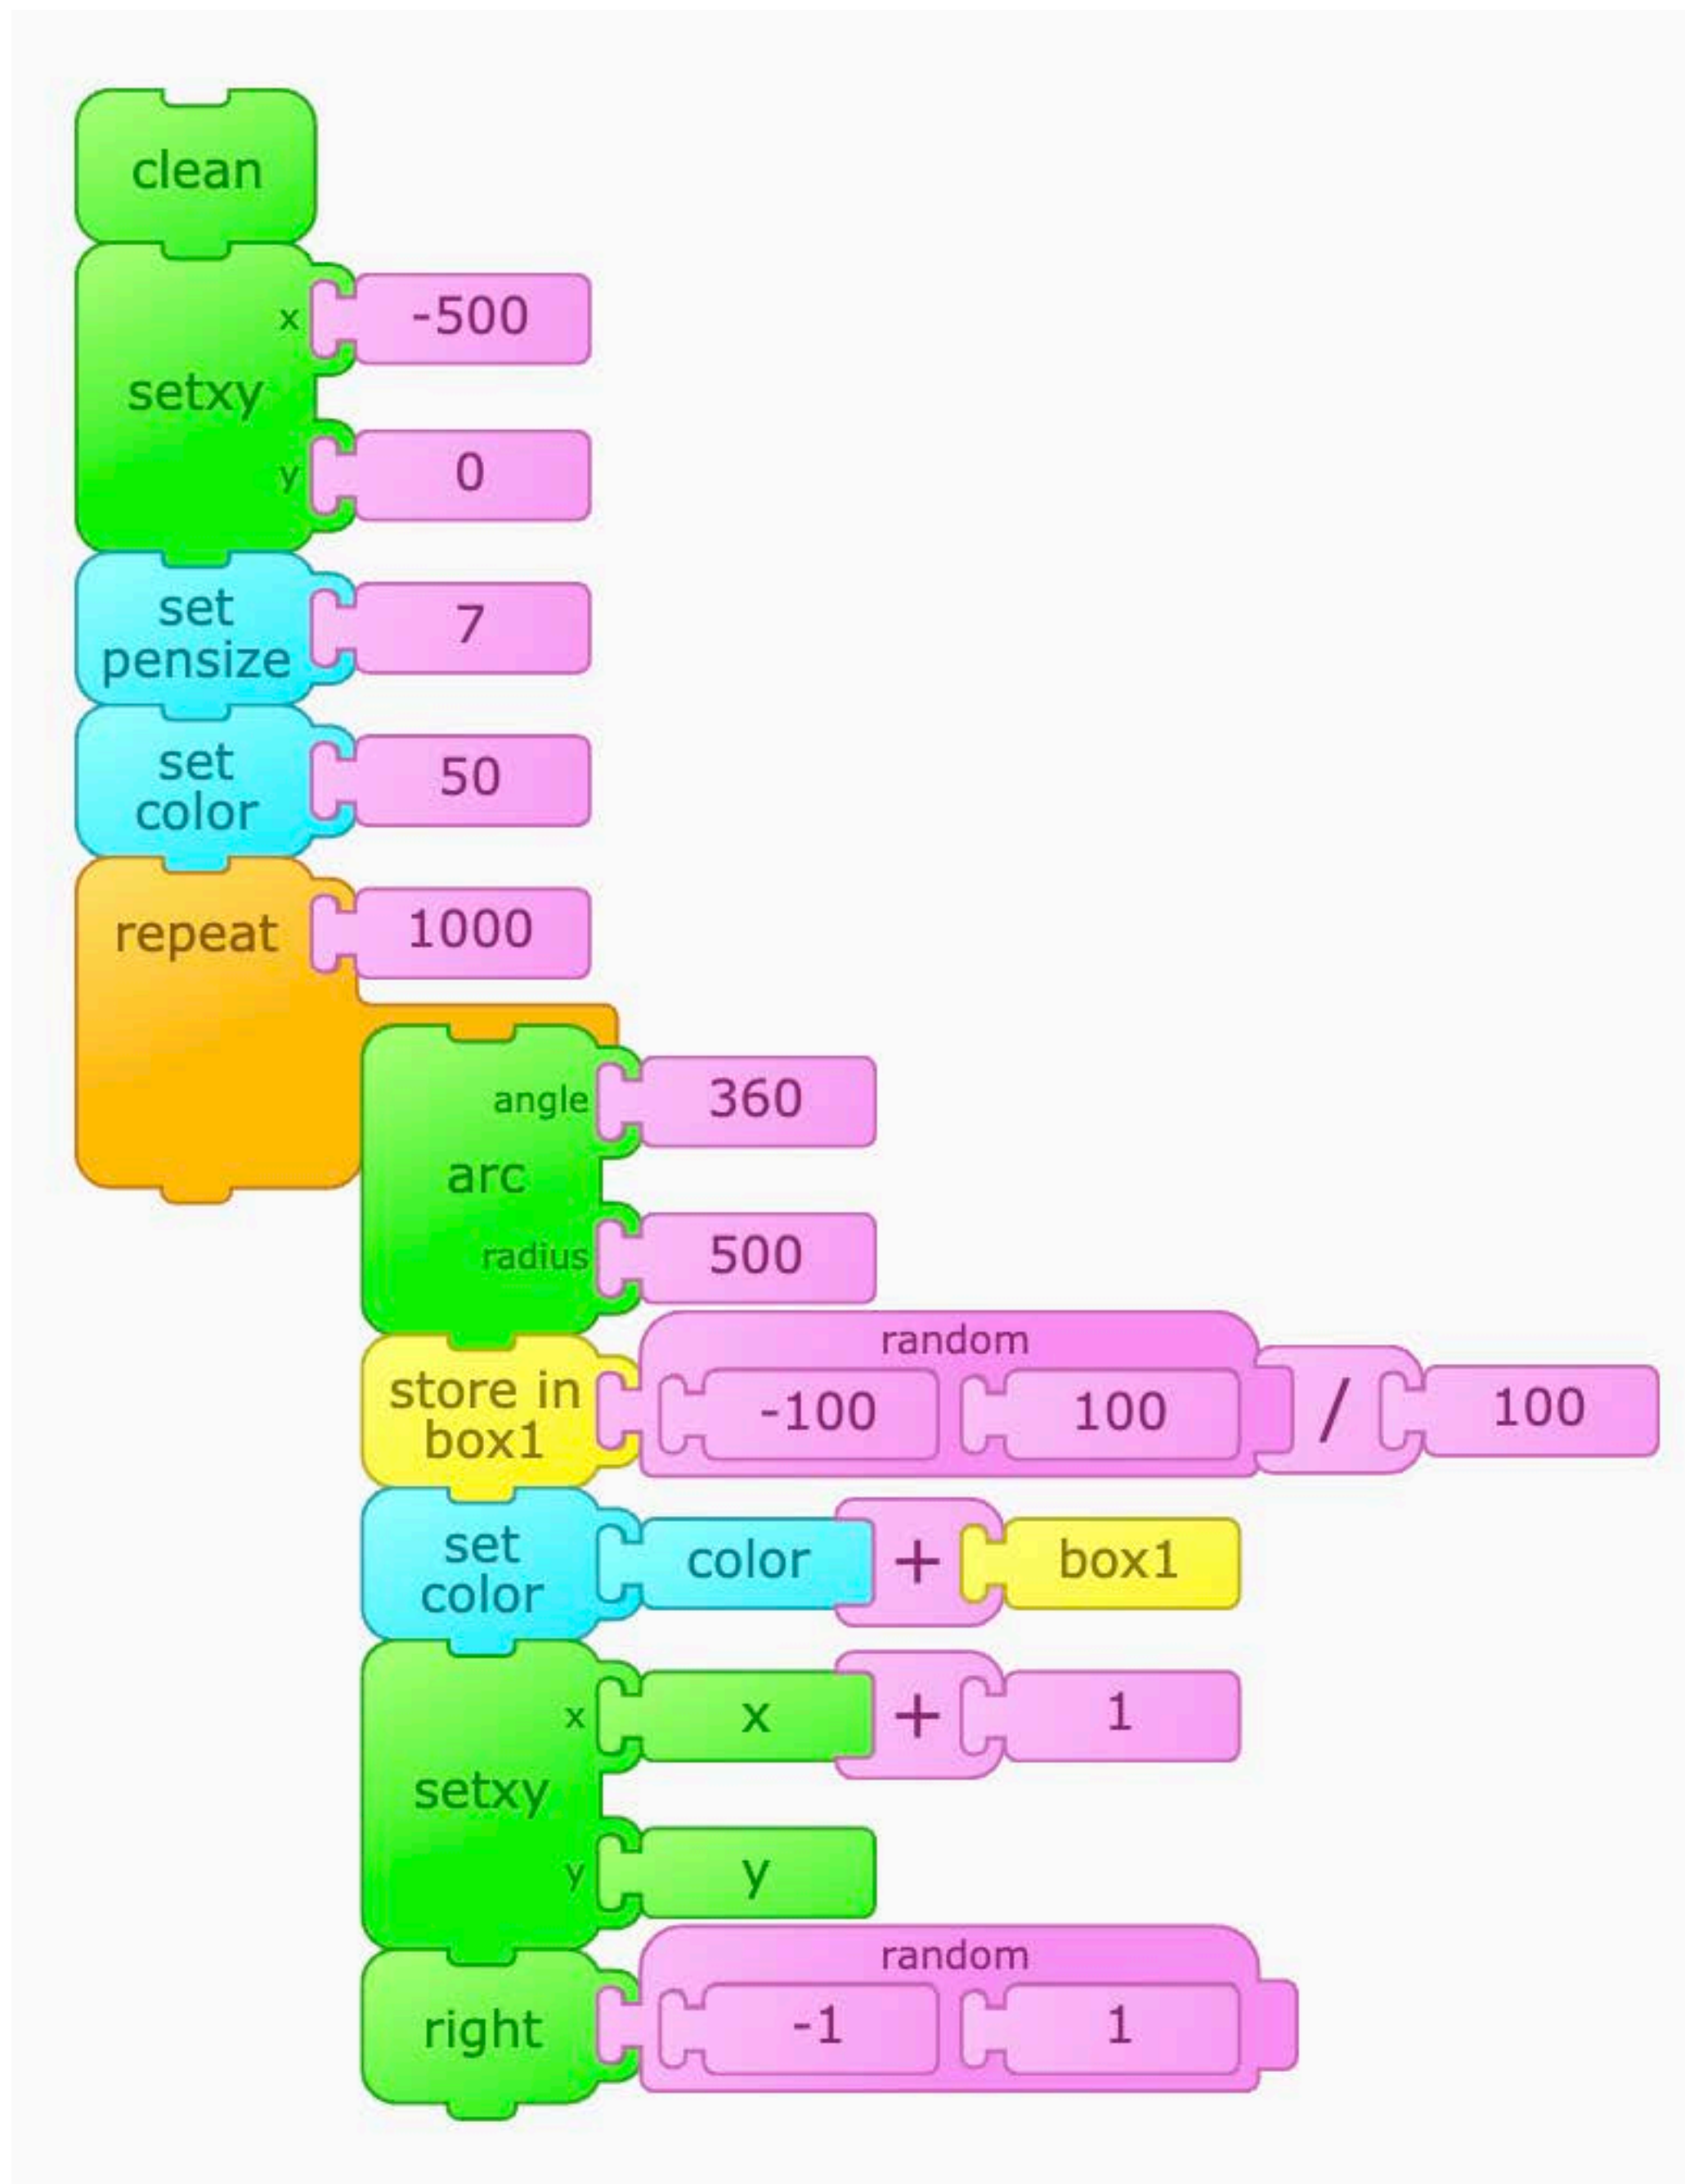 clean
x -500
setxy
y 0
set
pensize 7
set
color 50
repeat 1000
angle 360
arc
radius 500
random
store in
box1 -100 100 / 100
set
color color + box1
x x + 1
setxy
y y
random
right -1 1